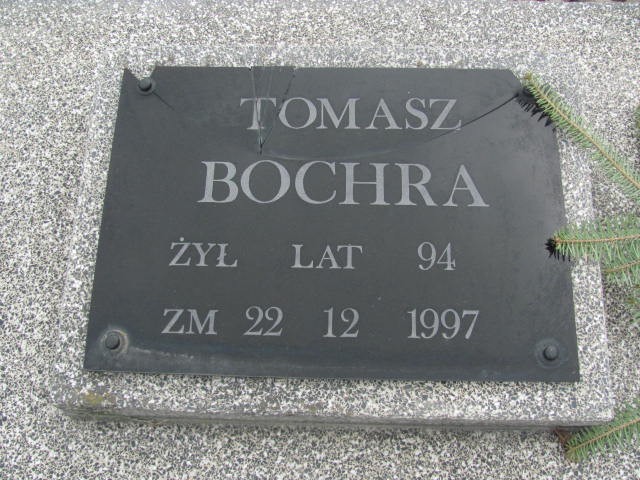 TOMASZ
BOCHRA
ŻYŁ LAT 94
ZM 22 12 1997